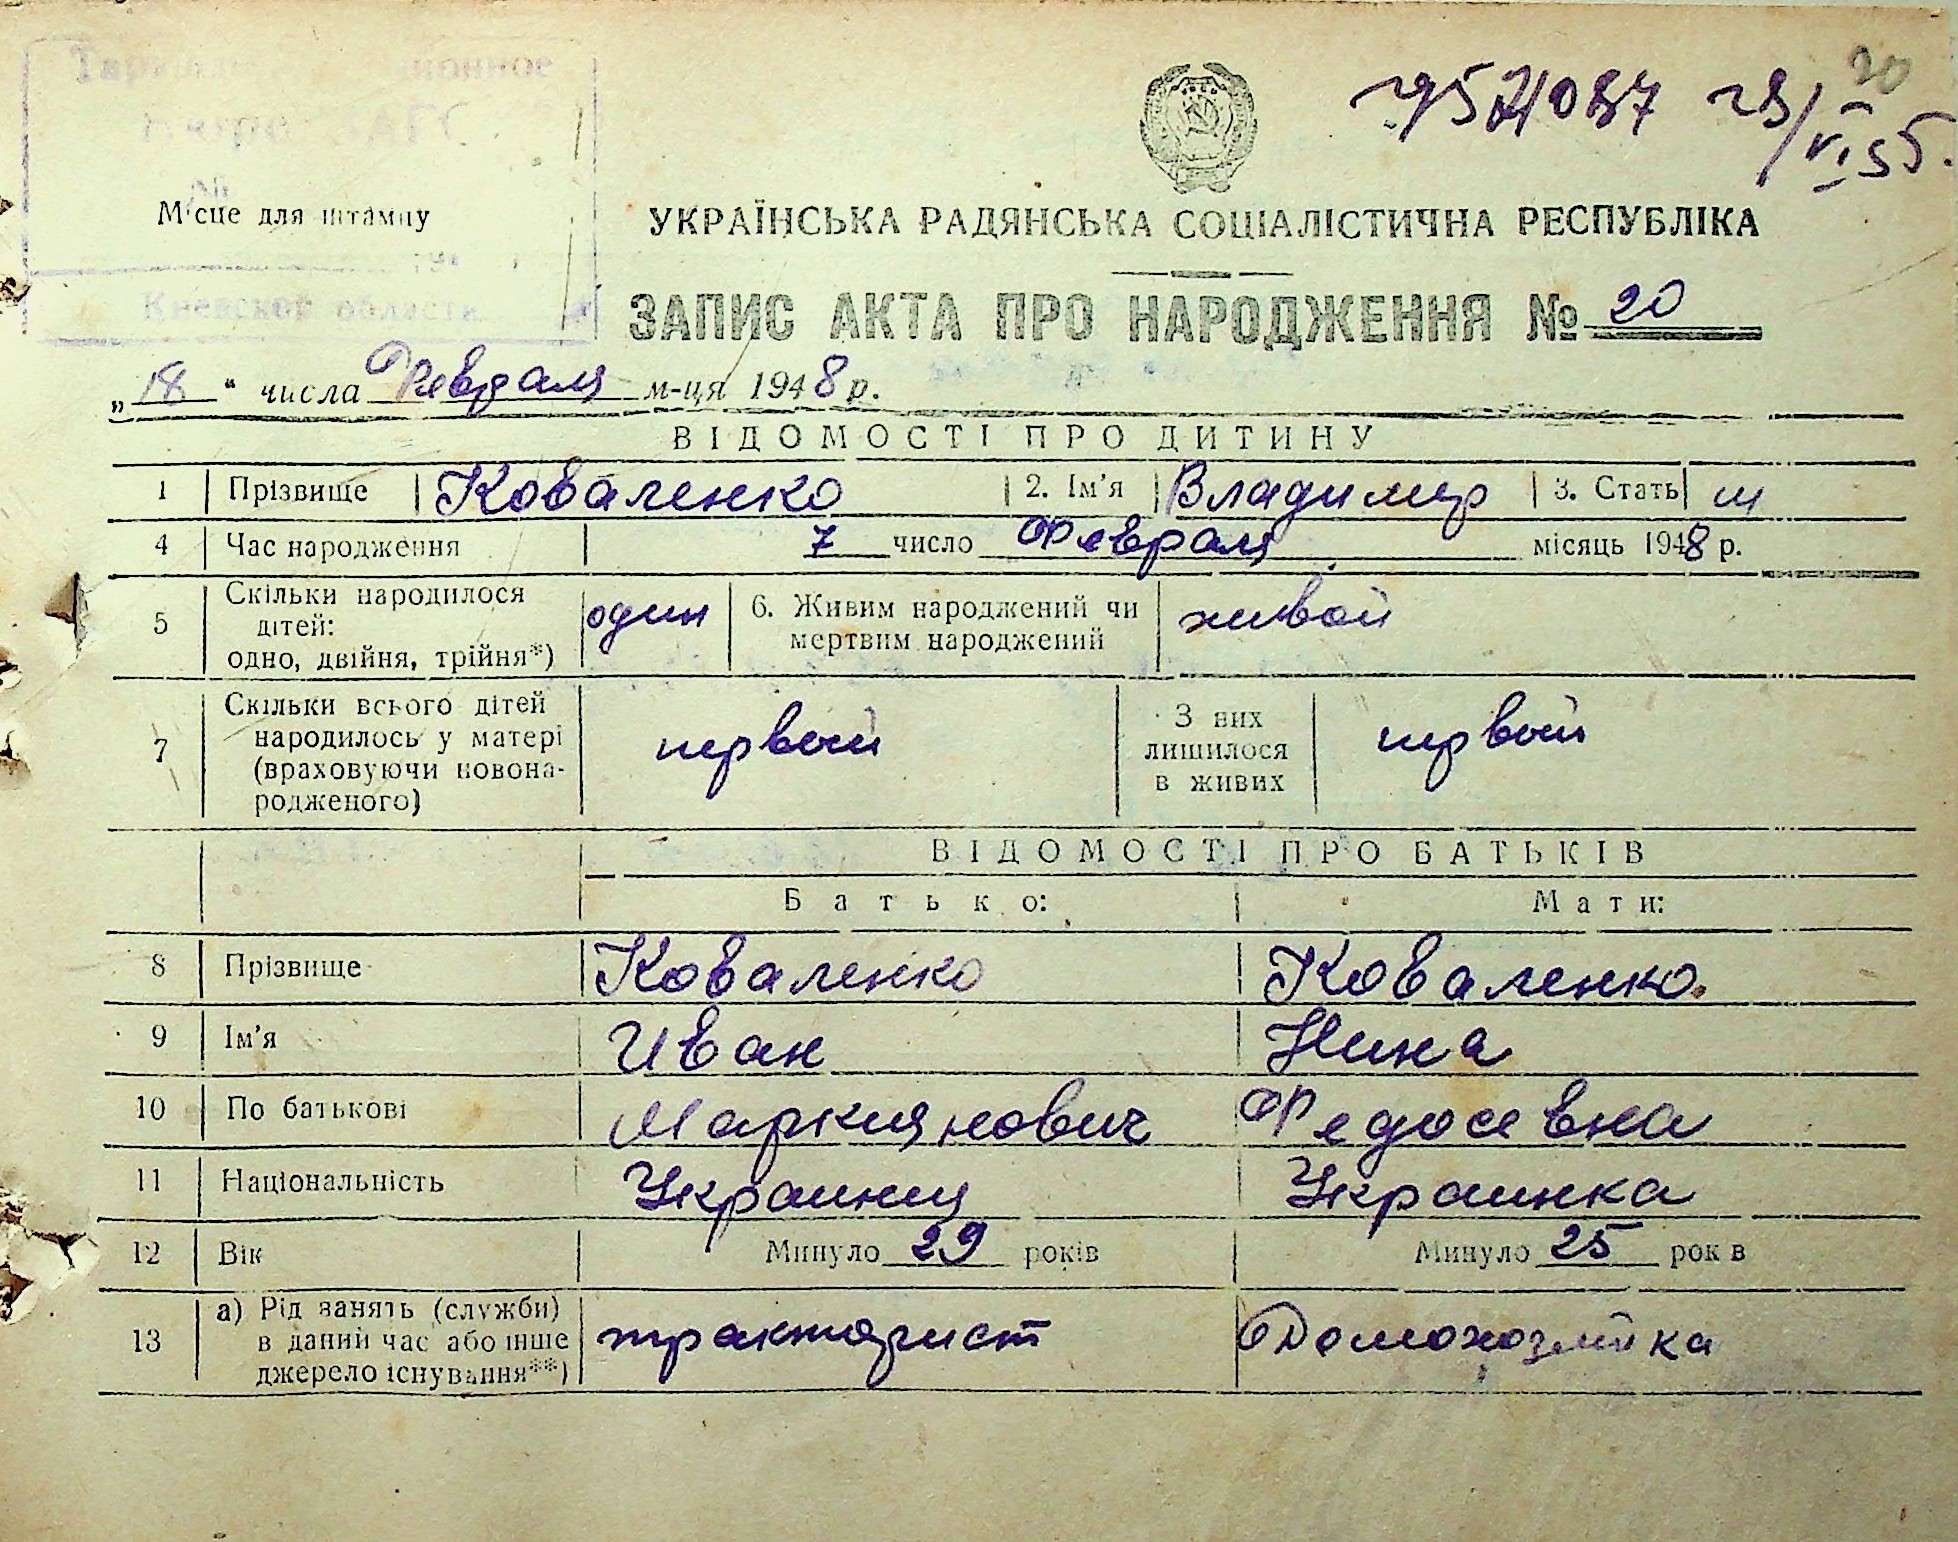 20
23/VI 55.
Місце для штампу
УКРАЇНСЬКА РАДЯНСЬКА СОЦІАЛІСТИЧНА РЕСПУБЛІКА
Киевской области
ЗАПИС АКТА ПРО НАРОДЖЕННЯ № 20
„18“ числа Февраля м-ця 1948 р.
ВІДОМОСТІ ПРО ДИТИНУ
1 Прізвище Коваленко 2. Ім'я Владимир 3. Стать м
4 Час народження 7 число Февраля місяць 1948 р.
5 Скільки народилося дітей: одно, двійня, трійня*) один 6. Живим народжений чи мертвим народжений живой
7 Скільки всього дітей народилось у матері (враховуючи новонародженого) первой З них лишилося в живих первой
ВІДОМОСТІ ПРО БАТЬКІВ
Батько: Мати:
8 Прізвище Коваленко Коваленко.
9 Ім'я Иван Нина
10 По батькові Маркиянович Федосевна
11 Національність Украинец Украинка
12 Вік Минуло 29 років Минуло 25 років
13 а) Рід занять (служби) в даний час або інше джерело існування**) тракторист Домохозяйка